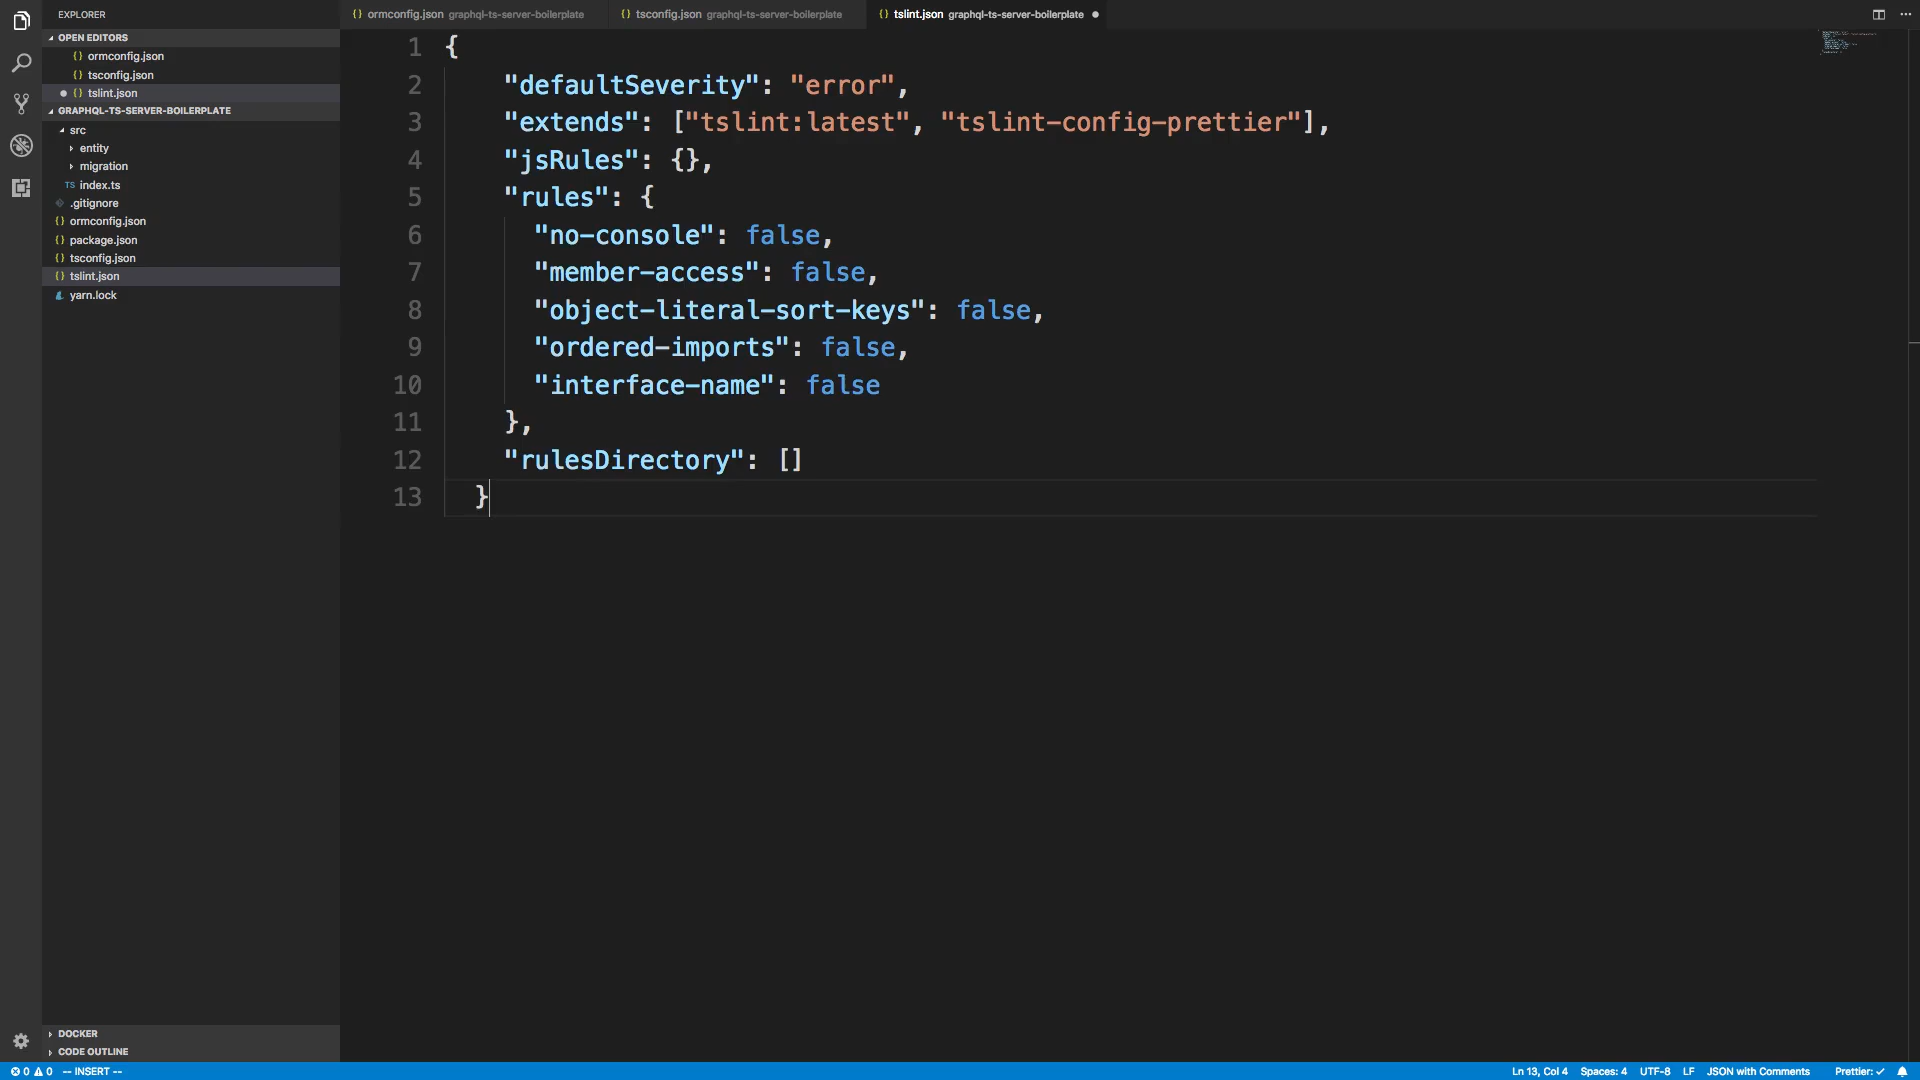 EXPLORER
OPEN EDITORS
{} ormconfig.json
{} tsconfig.json
{} tslint.json
GRAPHQL-TS-SERVER-BOILERPLATE
src
entity
migration
TS index.ts
.gitignore
{} ormconfig.json
{} package.json
{} tsconfig.json
{} tslint.json
yarn.lock
DOCKER
CODE OUTLINE
{} ormconfig.json graphql-ts-server-boilerplate
{} tsconfig.json graphql-ts-server-boilerplate
{} tslint.json graphql-ts-server-boilerplate ●
1 {
2 "defaultSeverity": "error",
3 "extends": ["tslint:latest", "tslint-config-prettier"],
4 "jsRules": {},
5 "rules": {
6 "no-console": false,
7 "member-access": false,
8 "object-literal-sort-keys": false,
9 "ordered-imports": false,
10 "interface-name": false
11 },
12 "rulesDirectory": []
13 }
0 0 -- INSERT --
Ln 13, Col 4 Spaces: 4 UTF-8 LF JSON with Comments Prettier: ✓